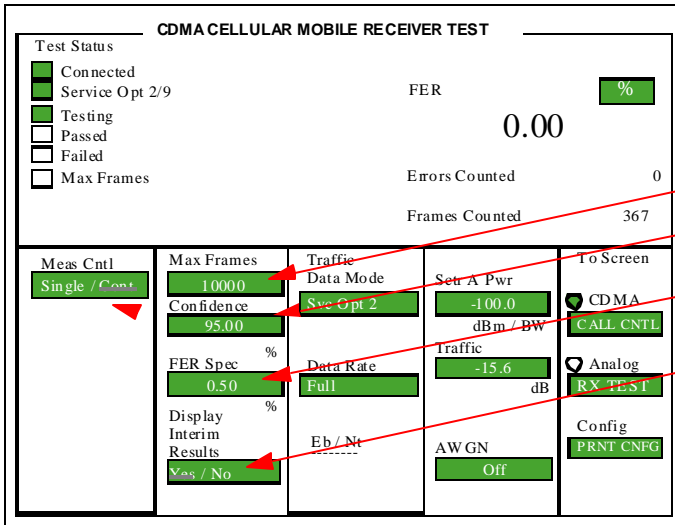 CDMA CELLULAR MOBILE RECEIVER TEST
Test Status
Connected
Service Opt 2/9
Testing
Passed
Failed
Max Frames
FER
%
0.00
Errors Counted 0
Frames Counted 367
Meas Cntl
Single / Cont
Max Frames
10000
Confidence
95.00
%
FER Spec
0.50
%
Display
Interim
Results
Yes / No
Traffic
Data Mode
Svc Opt 2
Data Rate
Full
Eb / Nt
-------
Sctr A Pwr
-100.0
dBm / BW
Traffic
-15.6
dB
AWGN
Off
To Screen
CDMA
CALL CNTL
Analog
RX TEST
Config
PRNT CNFG